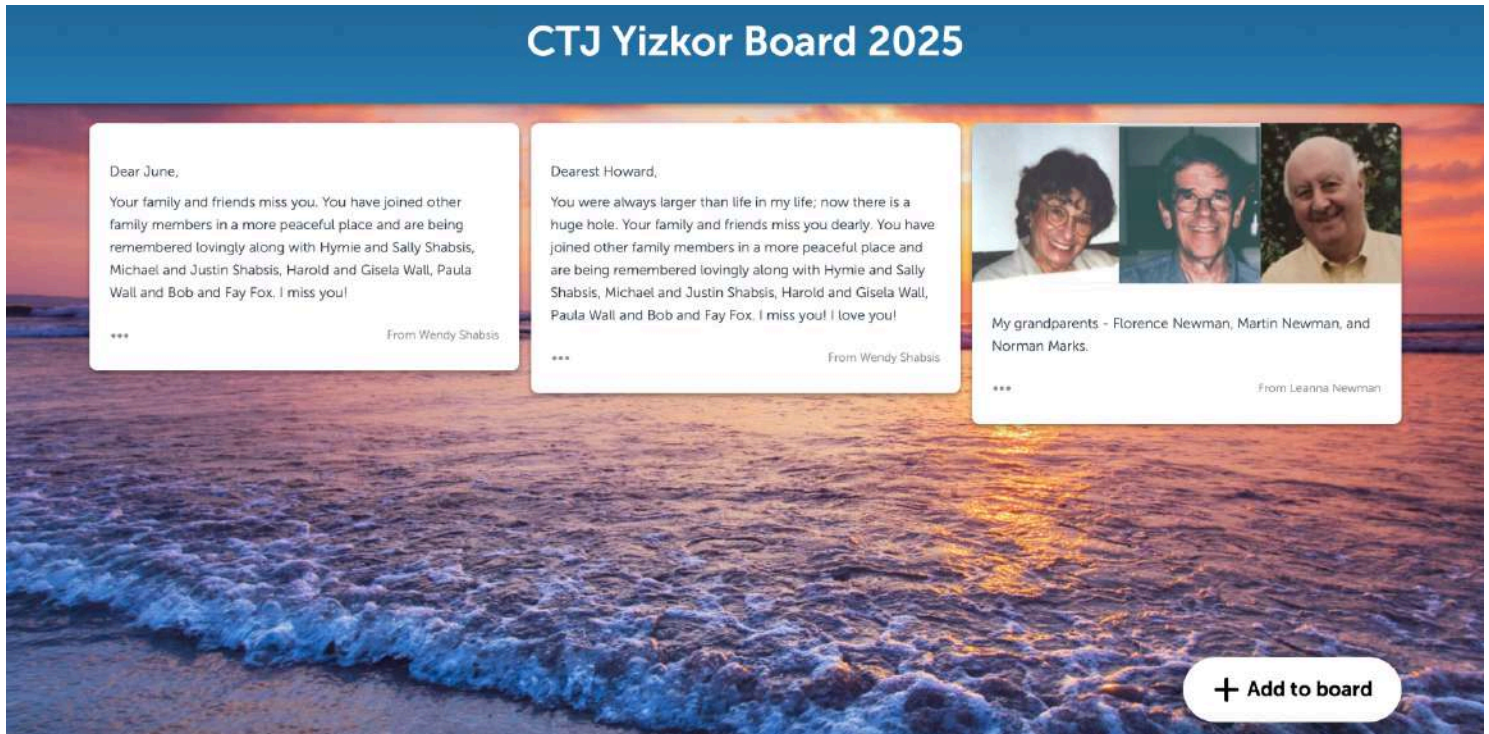 CTJ Yizkor Board 2025
Dear June,
Your family and friends miss you. You have joined other
family members in a more peaceful place and are being
remembered lovingly along with Hymie and Sally Shabsis,
Michael and Justin Shabsis, Harold and Gisela Wall, Paula
Wall and Bob and Fay Fox. I miss you!
From Wendy Shabsis
Dearest Howard,
You were always larger than life in my life; now there is a
huge hole. Your family and friends miss you dearly. You have
joined other family members in a more peaceful place and
are being remembered lovingly along with Hymie and Sally
Shabsis, Michael and Justin Shabsis, Harold and Gisela Wall,
Paula Wall and Bob and Fay Fox. I miss you! I love you!
From Wendy Shabsis
My grandparents - Florence Newman, Martin Newman, and
Norman Marks.
From Leanna Newman
+ Add to board